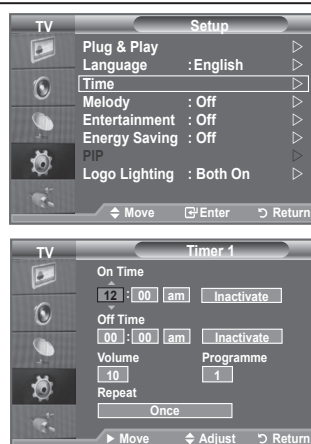 TV Setup
Plug & Play
Language : English
Time
Melody : Off
Entertainment : Off
Energy Saving : Off
PIP
Logo Lighting : Both On
Move Enter Return
TV Timer 1
On Time
12 : 00 am Inactivate
Off Time
00 : 00 am Inactivate
Volume Programme
10 1
Repeat
Once
Move Adjust Return